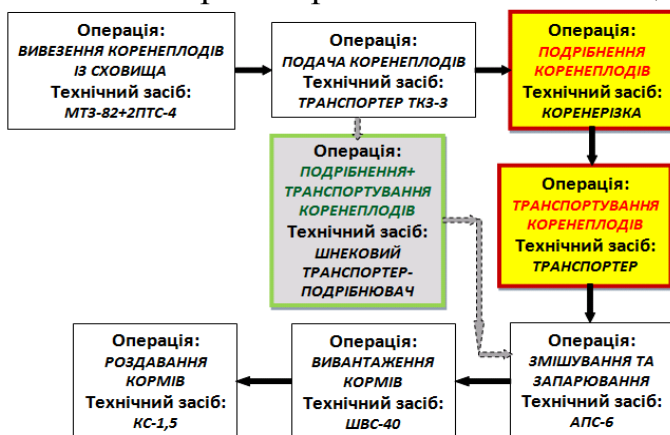 Операція:
ВИВЕЗЕННЯ КОРЕНЕПЛОДІВ
ІЗ СХОВИЩА
Технічний засіб:
МТЗ-82+2ПТС-4
Операція:
ПОДАЧА КОРЕНЕПЛОДІВ
Технічний засіб:
ТРАНСПОРТЕР ТКЗ-3
Операція:
ПОДРІБНЕННЯ
КОРЕНЕПЛОДІВ
Технічний засіб:
КОРЕНЕРІЗКА
Операція:
ПОДРІБНЕННЯ+
ТРАНСПОРТУВАННЯ
КОРЕНЕПЛОДІВ
Технічний засіб:
ШНЕКОВИЙ
ТРАНСПОРТЕР-
ПОДРІБНЮВАЧ
Операція:
ТРАНСПОРТУВАННЯ
КОРЕНЕПЛОДІВ
Технічний засіб:
ТРАНСПОРТЕР
Операція:
РОЗДАВАННЯ
КОРМІВ
Технічний засіб:
КС-1,5
Операція:
ВИВАНТАЖЕННЯ
КОРМІВ
Технічний засіб:
ШВС-40
Операція:
ЗМІШУВАННЯ ТА
ЗАПАРЮВАННЯ
Технічний засіб:
АПС-6